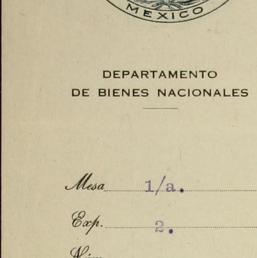 MEXICO
DEPARTAMENTO
DE BIENES NACIONALES
Mesa 1/a.
Exp. 2.